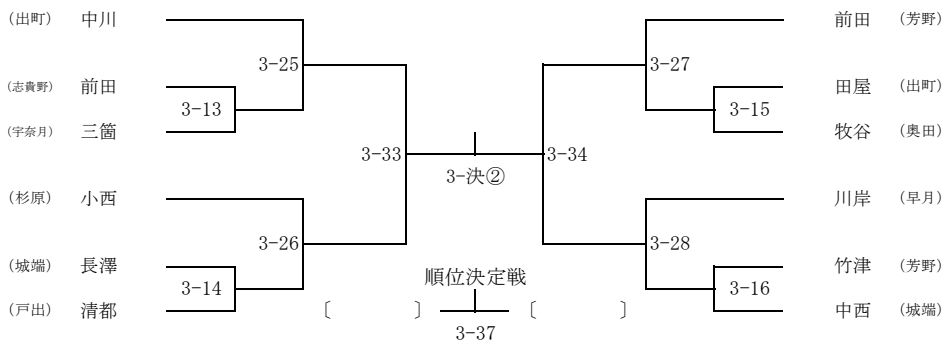 (出町) 中川 前田 (芳野)
3-25 3-27
(志貴野) 前田 田屋 (出町)
3-13 3-15
(宇奈月) 三箇 牧谷 (奥田)
3-33 3-34
3-決②
(杉原) 小西 川岸 (早月)
3-26 3-28
(城端) 長澤 竹津 (芳野)
順位決定戦
3-14 3-16
(戸出) 清都 〔 〕 〔 〕 中西 (城端)
3-37